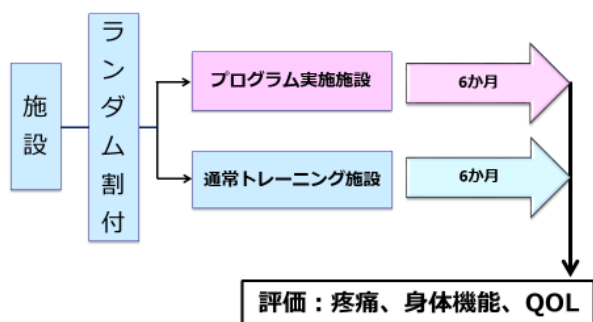 施設
ランダム割付
プログラム実施施設
6か月
通常トレーニング施設
6か月
評価：疼痛、身体機能、QOL